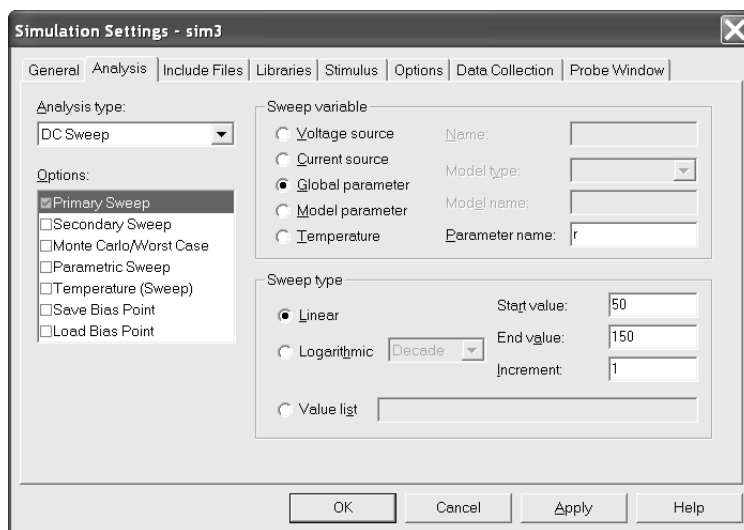 Simulation Settings - sim3
General Analysis Include Files Libraries Stimulus Options Data Collection Probe Window
Analysis type:
DC Sweep
Options:
Primary Sweep
Secondary Sweep
Monte Carlo/Worst Case
Parametric Sweep
Temperature (Sweep)
Save Bias Point
Load Bias Point
Sweep variable
Voltage source
Current source
Global parameter
Model parameter
Temperature
Name:
Model type:
Model name:
Parameter name: r
Sweep type
Linear
Logarithmic Decade
Value list
Start value: 50
End value: 150
Increment: 1
OK Cancel Apply Help